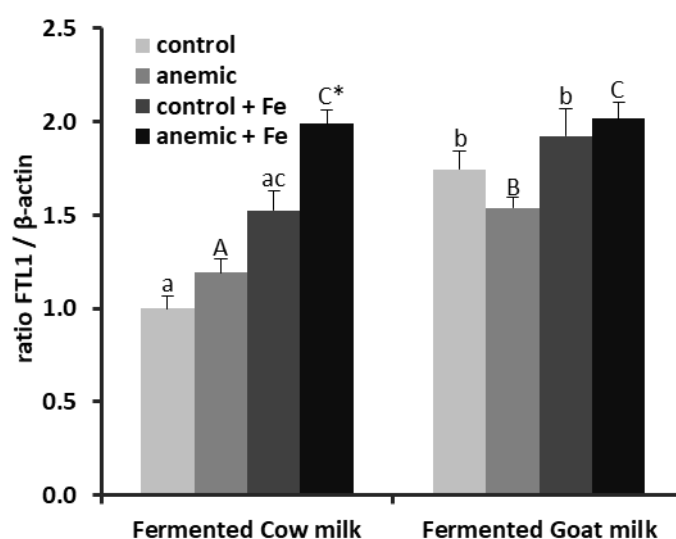 ratio FTL1 / β-actin
2.5
2.0
1.5
1.0
0.5
0.0
control
anemic
control + Fe
anemic + Fe
a
A
ac
C*
b
B
b
C
Fermented Cow milk
Fermented Goat milk